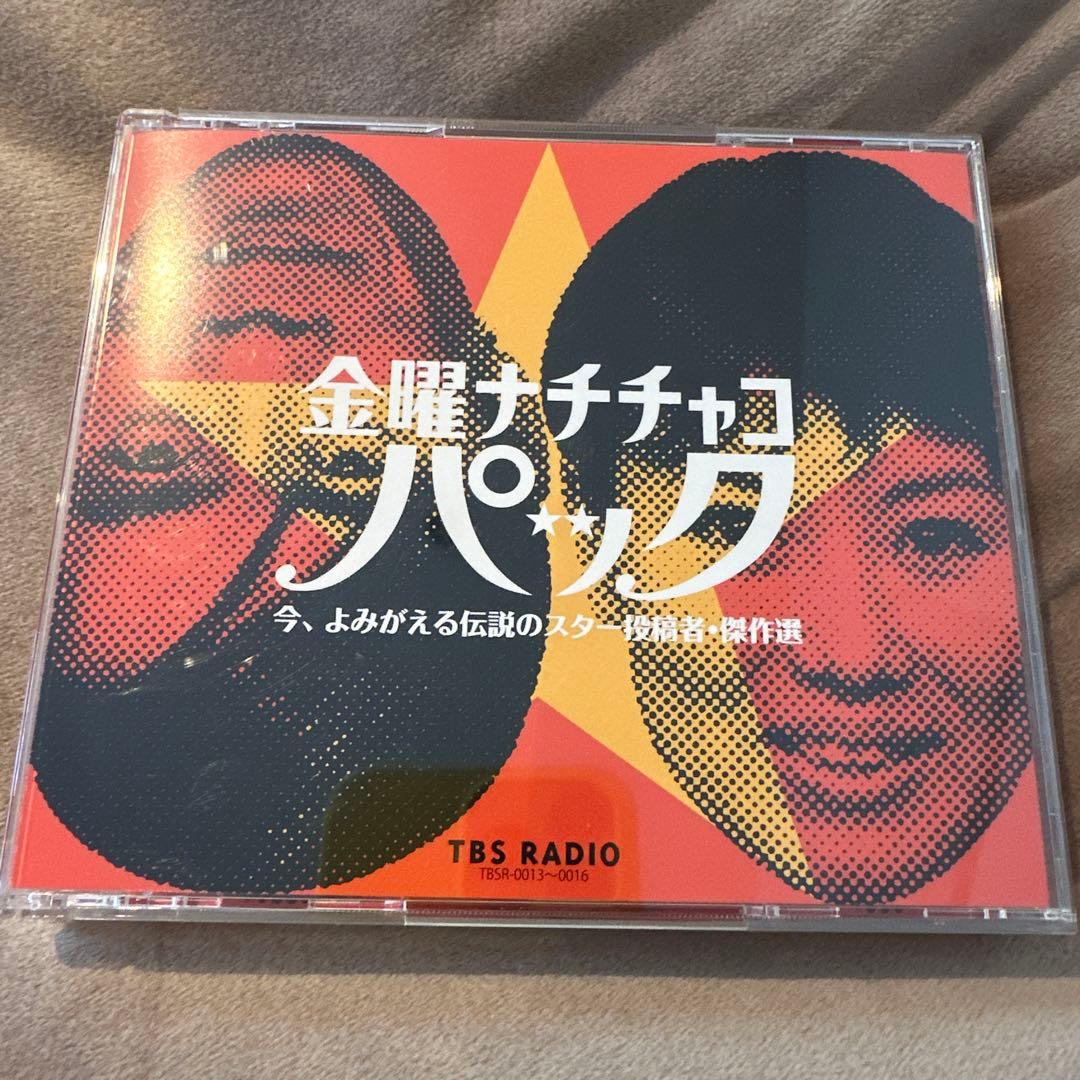 金曜ナチチャコ
パック
今、よみがえる伝説のスター投稿者・傑作選
TBS RADIO
TBSR-0013〜0016